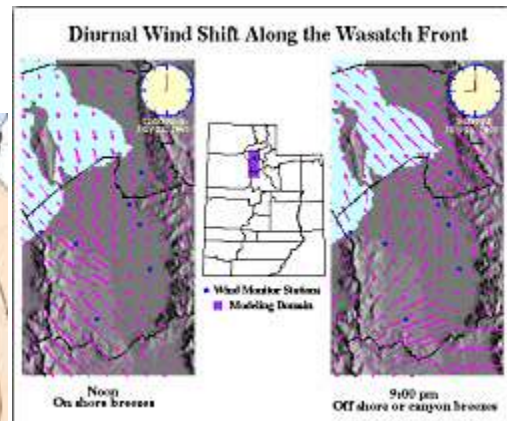 Diurnal Wind Shift Along the Wasatch Front
Wind Monitor Stations
Modeling Domain
Noon
On shore breezes
9:00 pm
Off shore or canyon breezes